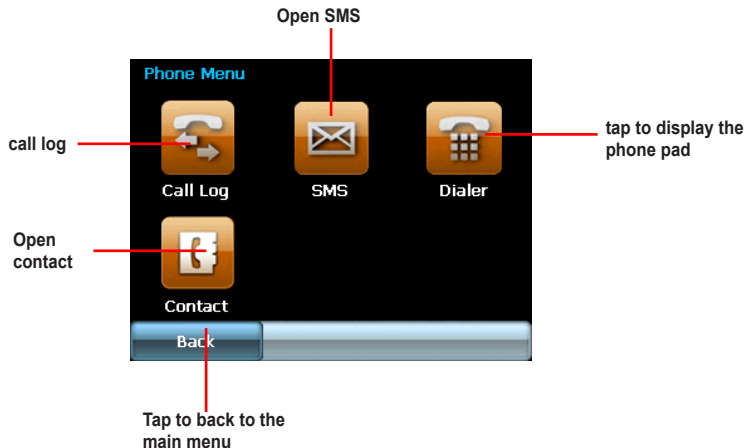 Open SMS
Phone Menu
call log
tap to display the
phone pad
Call Log
SMS
Dialer
Open
contact
Contact
Back
Tap to back to the
main menu